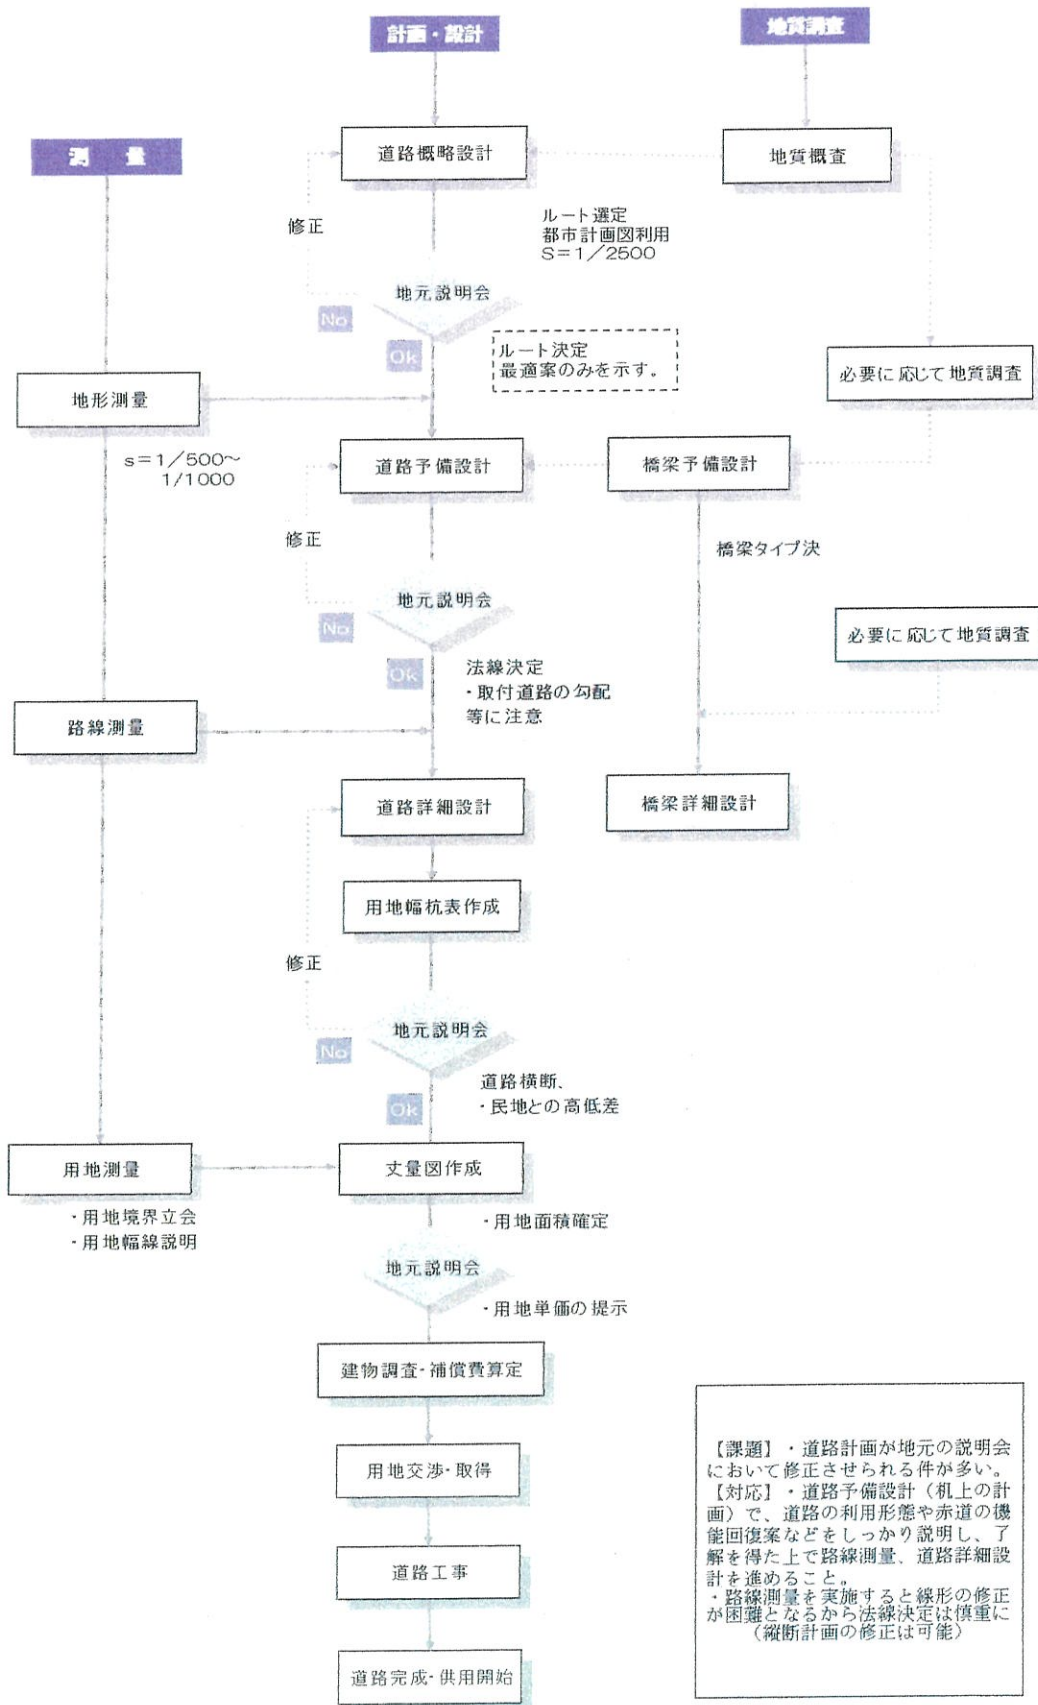 計画・設計
地質調査
測　量
道路概略設計
地質概査
修正
ルート選定
都市計画図利用
S=1/2500
地元説明会
No
Ok
ルート決定
最適案のみを示す。
必要に応じて地質調査
地形測量
s=1/500～
1/1000
道路予備設計
橋梁予備設計
修正
橋梁タイプ決
地元説明会
No
必要に応じて地質調査
Ok
法線決定
・取付道路の勾配
等に注意
路線測量
道路詳細設計
橋梁詳細設計
用地幅杭表作成
修正
地元説明会
No
道路横断、
・民地との高低差
Ok
用地測量
丈量図作成
・用地境界立会
・用地幅線説明
・用地面積確定
地元説明会
・用地単価の提示
建物調査・補償費算定
用地交渉・取得
道路工事
道路完成・供用開始
【課題】・道路計画が地元の説明会
において修正させられる件が多い。
【対応】・道路予備設計（机上の計
画）で、道路の利用形態や赤道の機
能回復案などをしっかり説明し、了
解を得た上で路線測量、道路詳細設
計を進めること。
・路線測量を実施すると線形の修正
が困難となるから法線決定は慎重に
（縦断計画の修正は可能）